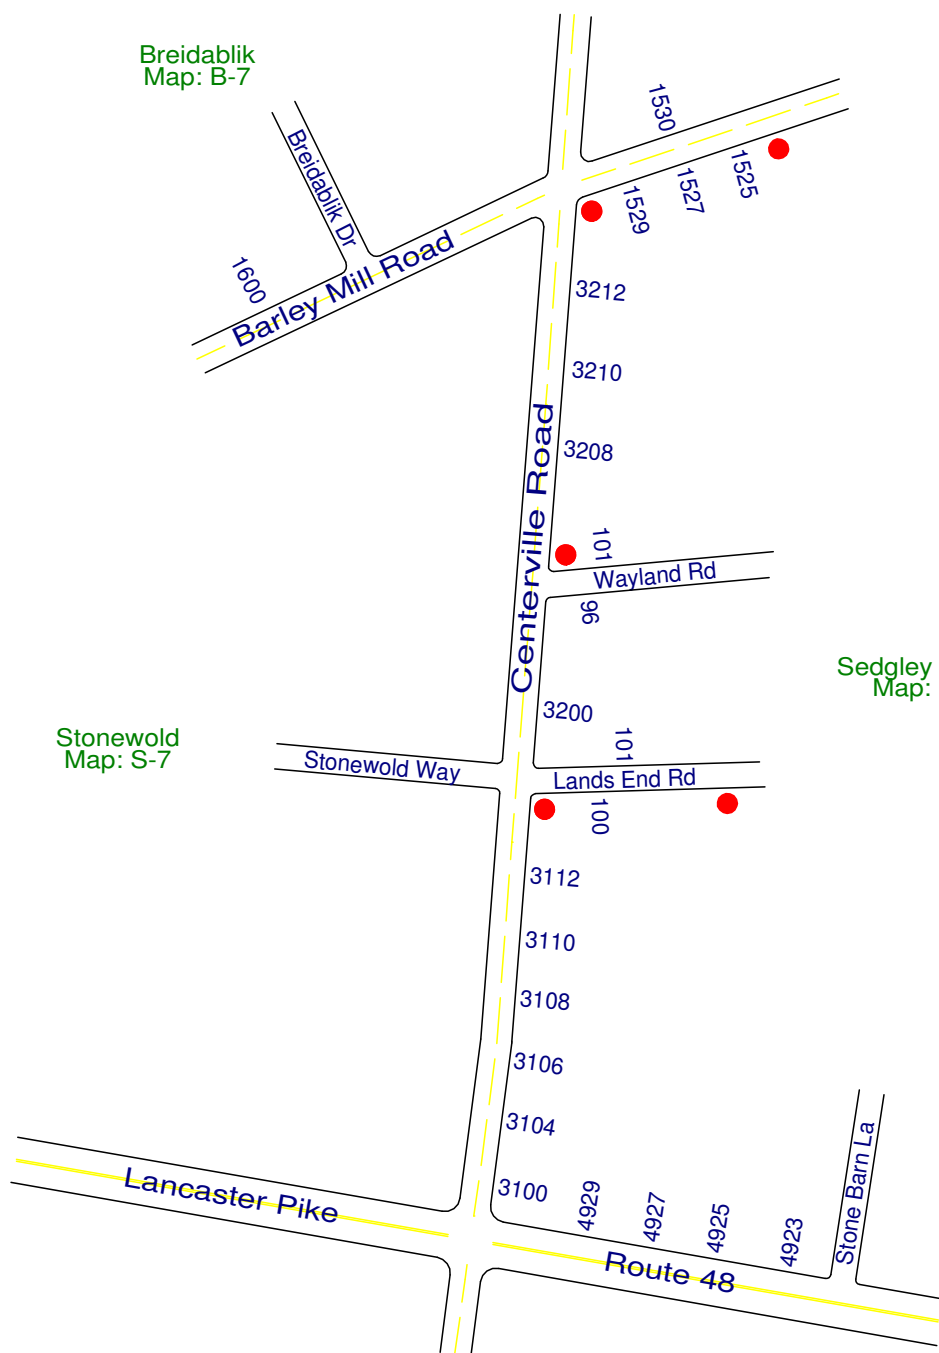 Breidablik
Map: B-7
1530
Breidablik Dr
1525
1527
1529
1600
Barley Mill Road
3212
3210
3208
Centerville Road
101
Wayland Rd
96
Sedgley
Map:
3200
101
Stonewold
Map: S-7
Stonewold Way
Lands End Rd
100
3112
3110
3108
3106
3104
Stone Barn La
3100
4929
4927
4925
4923
Lancaster Pike
Route 48